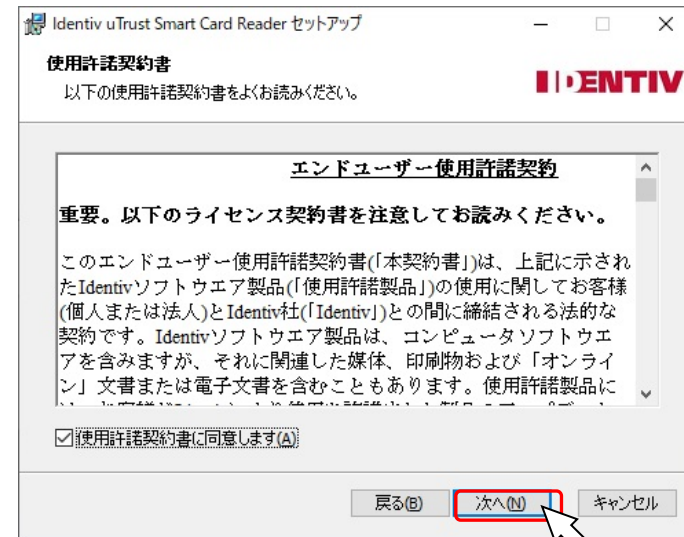 Identiv uTrust Smart Card Reader セットアップ
使用許諾契約書
以下の使用許諾契約書をよくお読みください。
IDENTIV
エンドユーザー使用許諾契約
重要。以下のライセンス契約書を注意してお読みください。
このエンドユーザー使用許諾契約書(｢本契約書｣)は、上記に示され
たIdentivソフトウエア製品(｢使用許諾製品｣)の使用に関してお客様
(個人または法人)とIdentiv社(｢Identiv｣)との間に締結される法的な
契約です。Identivソフトウエア製品は、コンピュータソフトウエ
アを含みますが、それに関連した媒体、印刷物および「オンライ
ン」文書または電子文書を含むこともあります。使用許諾製品に
使用許諾契約書に同意します(A)
戻る(B) 次へ(N) キャンセル